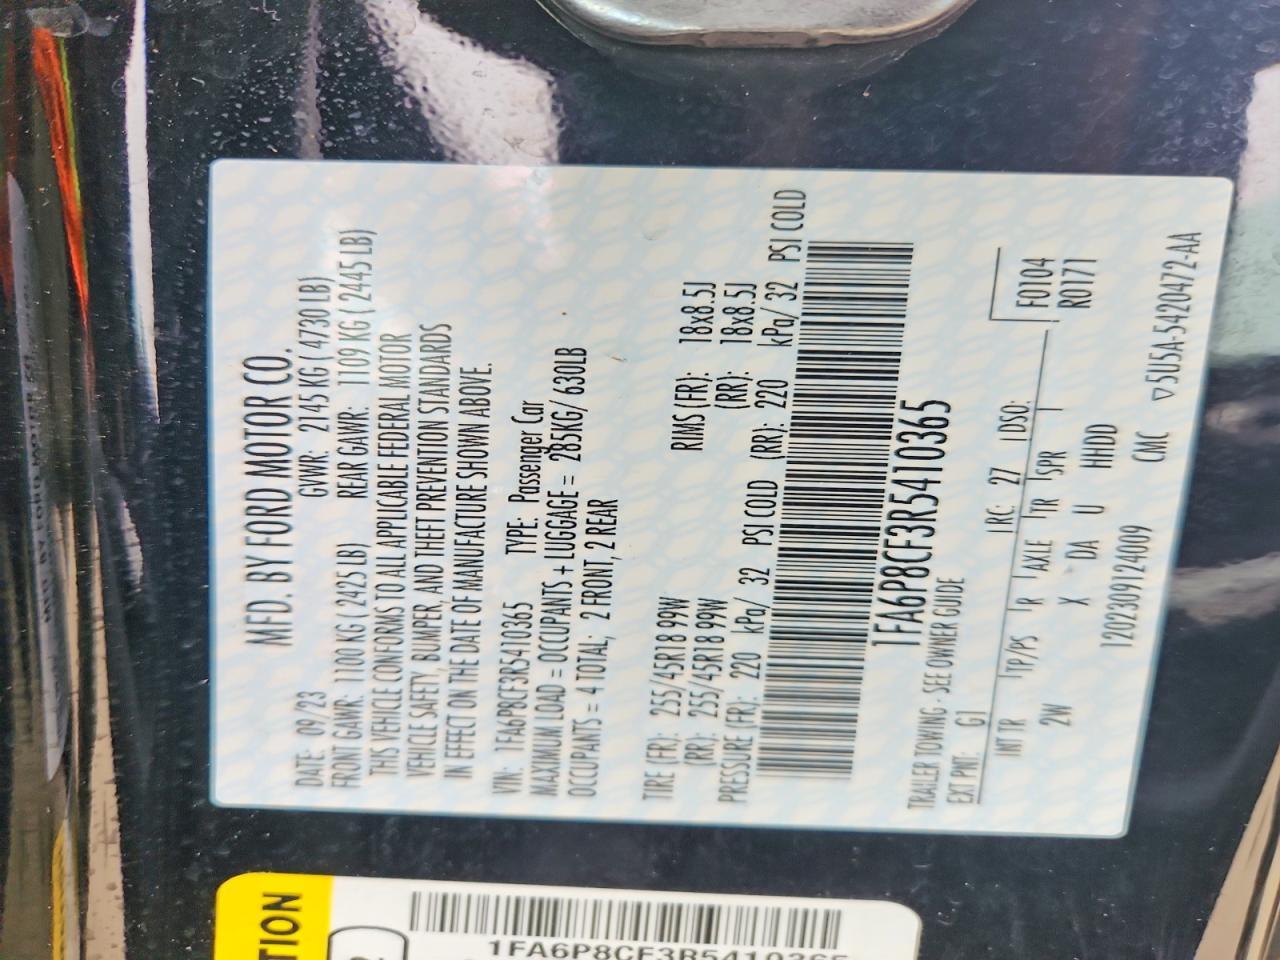 MFD. BY FORD MOTOR CO.
DATE: 09/23 GVWR: 2145 KG ( 4730 LB)
FRONT GAWR: 1100 KG 2425 LB) REAR GAWR: 1109 KG ( 2445 LB)
THIS VEHICLE CONFORMS TO ALL APPLICABLE FEDERAL MOTOR
VEHICLE SAFETY, BUMPER, AND THEFT PREVENTION STANDARDS
IN EFFECT ON THE DATE OF MANUFACTURE SHOWN ABOVE.
VIN: 1FA6P8CF3R5410365 TYPE: Passenger Car
MAXIMUM LOAD = OCCUPANTS + LUGGAGE = 285KG/ 630LB
OCCUPANTS = 4 TOTAL; 2 FRONT, 2 REAR
TIRE (FR): 255/45R18 99W RIMS (FR): 18x8.5J
(RR): 255/45R18 99W (RR): 18x8.5J
PRESSURE (FR): 220 kPa/ 32 PSI COLD (RR): 220 kPa/ 32 PSI COLD
1FA6P8CF3R5410365
TRAILER TOWING - SEE OWNER GUIDE
EXT PNT: G1 RC: 27 DSO:
INT TR TP/PS R AXLE TR SPR F0104
2W X DA U HHDD R0171
1202309124009 CMC ▽5U5A-5420472-AA
TION
1FA6P8CF3R5410365